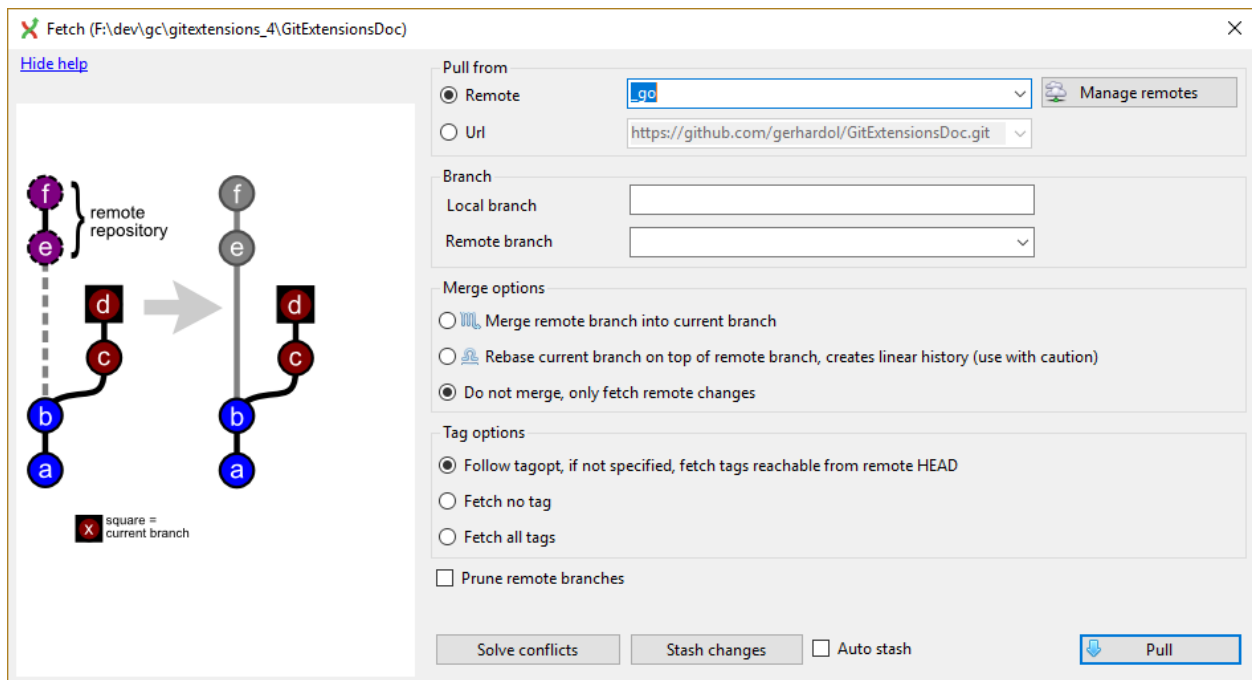 Fetch (F:\dev\gc\gitextensions_4\GitExtensionsDoc)
Hide help
f
e
remote
repository
d
c
b
a
f
e
d
c
b
a
x
square =
current branch
Pull from
Remote
_go
Manage remotes
Url
https://github.com/gerhardol/GitExtensionsDoc.git
Branch
Local branch
Remote branch
Merge options
Merge remote branch into current branch
Rebase current branch on top of remote branch, creates linear history (use with caution)
Do not merge, only fetch remote changes
Tag options
Follow tagopt, if not specified, fetch tags reachable from remote HEAD
Fetch no tag
Fetch all tags
Prune remote branches
Solve conflicts
Stash changes
Auto stash
Pull